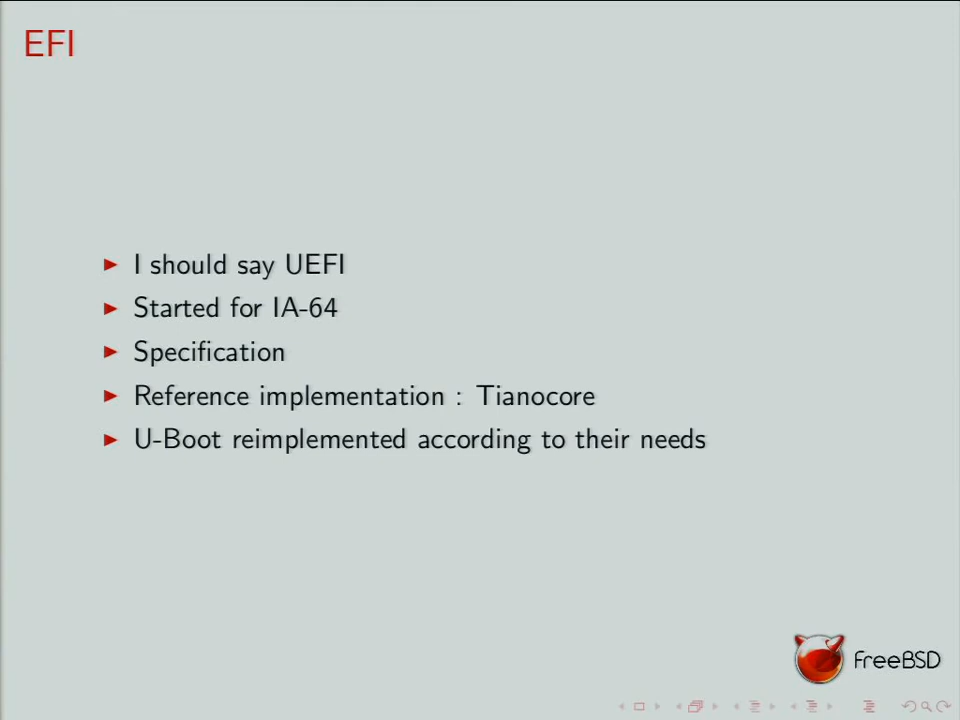 EFI
I should say UEFI
Started for IA-64
Specification
Reference implementation : Tianocore
U-Boot reimplemented according to their needs
FreeBSD